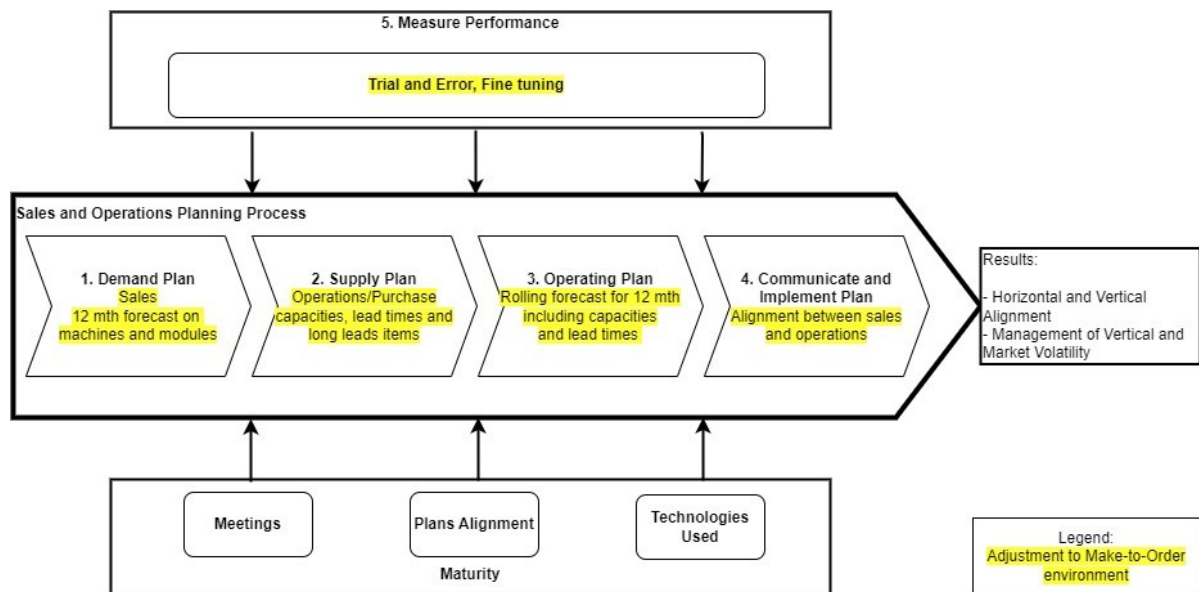 5. Measure Performance
Trial and Error, Fine tuning
Sales and Operations Planning Process
1. Demand Plan
Sales
12 mth forecast on
machines and modules
2. Supply Plan
Operations/Purchase
capacities, lead times and
long leads items
3. Operating Plan
Rolling forecast for 12 mth
including capacities
and lead times
4. Communicate and
Implement Plan
Alignment between sales
and operations
Results:
- Horizontal and Vertical
Alignment
- Management of Vertical and
Market Volatility
Meetings
Plans Alignment
Technologies
Used
Maturity
Legend:
Adjustment to Make-to-Order
environment